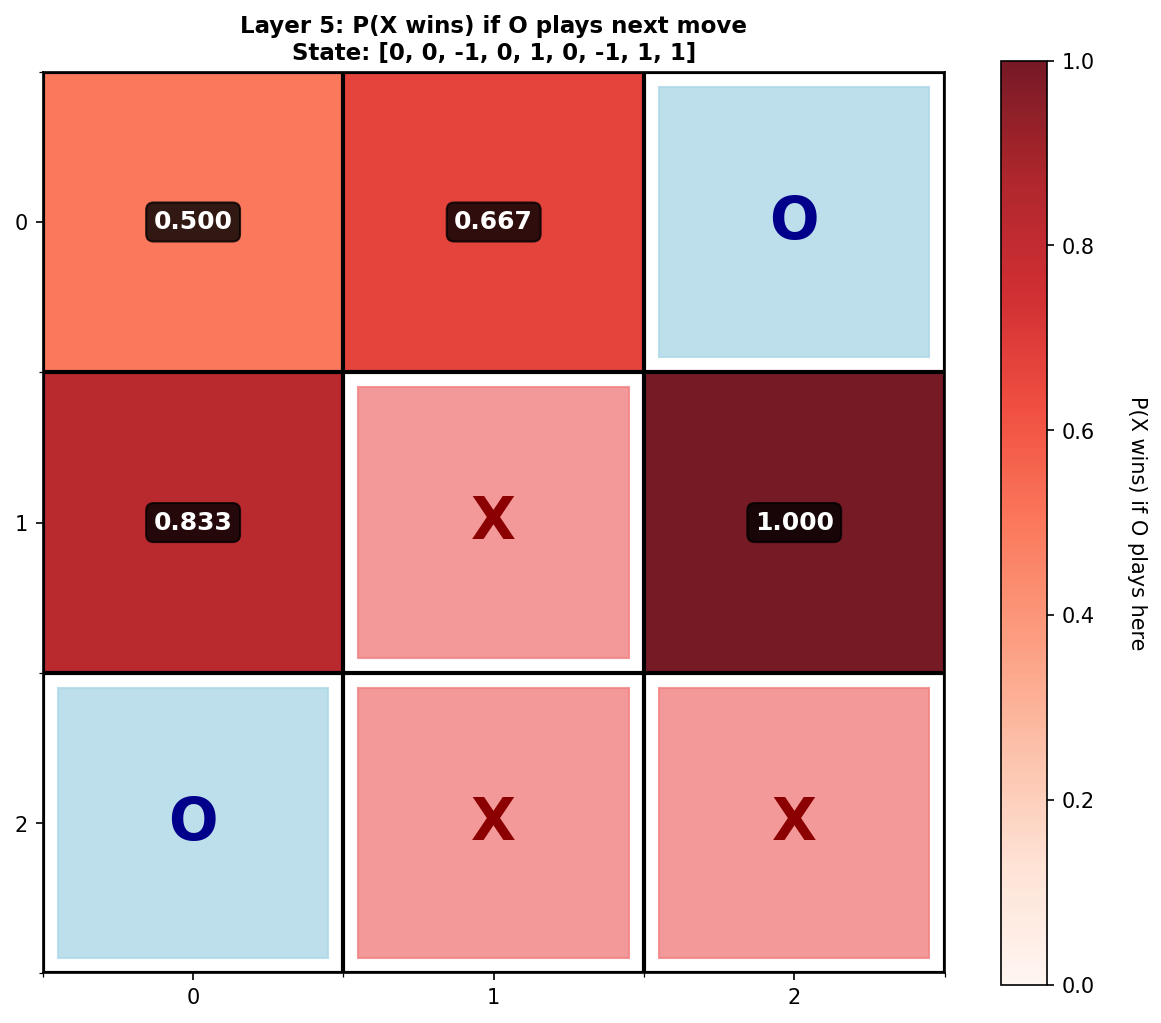 Layer 5: P(X wins) if O plays next move
State: [0, 0, -1, 0, 1, 0, -1, 1, 1]
0
0.500
0.667
O
1
0.833
X
1.000
2
O
X
X
0
1
2
1.0
0.8
0.6
0.4
0.2
0.0
P(X wins) if O plays here